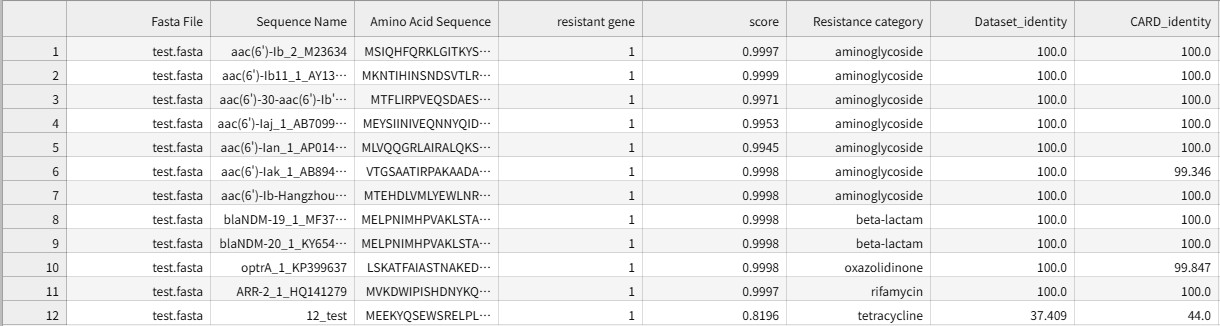 Fasta File Sequence Name Amino Acid Sequence resistant gene score Resistance category Dataset_identity CARD_identity
1 test.fasta aac(6')-Ib_2_M23634 MSIQHFQRKLGITKYS··· 1 0.9997 aminoglycoside 100.0 100.0
2 test.fasta aac(6')-Ib11_1_AY13··· MKNTIHINSNDSVTLR··· 1 0.9999 aminoglycoside 100.0 100.0
3 test.fasta aac(6')-30-aac(6')-Ib'··· MTFLIRPVEQSDAES··· 1 0.9971 aminoglycoside 100.0 100.0
4 test.fasta aac(6')-Iaj_1_AB7099··· MEYSIINIVEQNNYQID··· 1 0.9953 aminoglycoside 100.0 100.0
5 test.fasta aac(6')-Ian_1_AP014··· MLVQQGRLAIRALQKS··· 1 0.9945 aminoglycoside 100.0 100.0
6 test.fasta aac(6')-Iak_1_AB894··· VTGSAATIRPAKAADA··· 1 0.9998 aminoglycoside 100.0 99.346
7 test.fasta aac(6')-Ib-Hangzhou··· MTEHDLVMLYEWLNR··· 1 0.9998 aminoglycoside 100.0 100.0
8 test.fasta blaNDM-19_1_MF37··· MELPNIMHPVAKLSTA··· 1 0.9998 beta-lactam 100.0 100.0
9 test.fasta blaNDM-20_1_KY654··· MELPNIMHPVAKLSTA··· 1 0.9998 beta-lactam 100.0 100.0
10 test.fasta optrA_1_KP399637 LSKATFAIASTNAKED··· 1 0.9998 oxazolidinone 100.0 99.847
11 test.fasta ARR-2_1_HQ141279 MVKDWIPISHDNYKQ··· 1 0.9997 rifamycin 100.0 100.0
12 test.fasta 12_test MEEKYQSEWSRELPL··· 1 0.8196 tetracycline 37.409 44.0